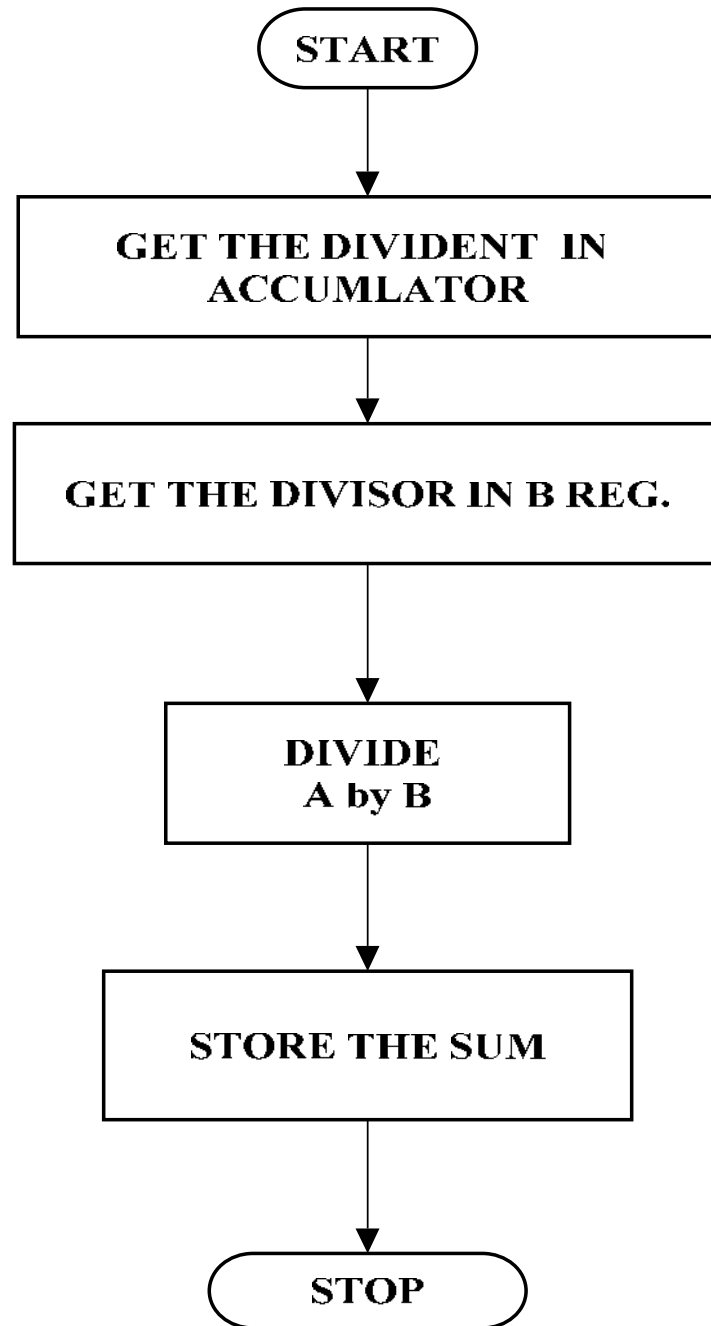 START
GET THE DIVIDENT IN
ACCUMLATOR
GET THE DIVISOR IN B REG.
DIVIDE
A by B
STORE THE SUM
STOP